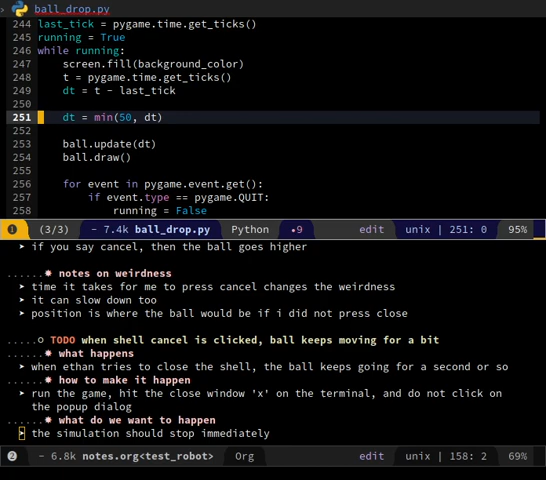 ball_drop.py
244 last_tick = pygame.time.get_ticks()
245 running = True
246 while running:
247 screen.fill(background_color)
248 t = pygame.time.get_ticks()
249 dt = t - last_tick
250
251 dt = min(50, dt)
252
253 ball.update(dt)
254 ball.draw()
255
256 for event in pygame.event.get():
257 if event.type == pygame.QUIT:
258 running = False
❶ (3/3) - 7.4k ball_drop.py Python •9 edit unix | 251: 0 95%
➤ if you say cancel, then the ball goes higher
......✸ notes on weirdness
➤ time it takes for me to press cancel changes the weirdness
➤ it can slow down too
➤ position is where the ball would be if i did not press close
.....○ TODO when shell cancel is clicked, ball keeps moving for a bit
......✸ what happens
➤ when ethan tries to close the shell, the ball keeps going for a second or so
......✸ how to make it happen
➤ run the game, hit the close window 'x' on the terminal, and do not click on
the popup dialog
......✸ what do we want to happen
➤ the simulation should stop immediately
❷ - 6.8k notes.org<test_robot> Org edit unix | 158: 2 69%